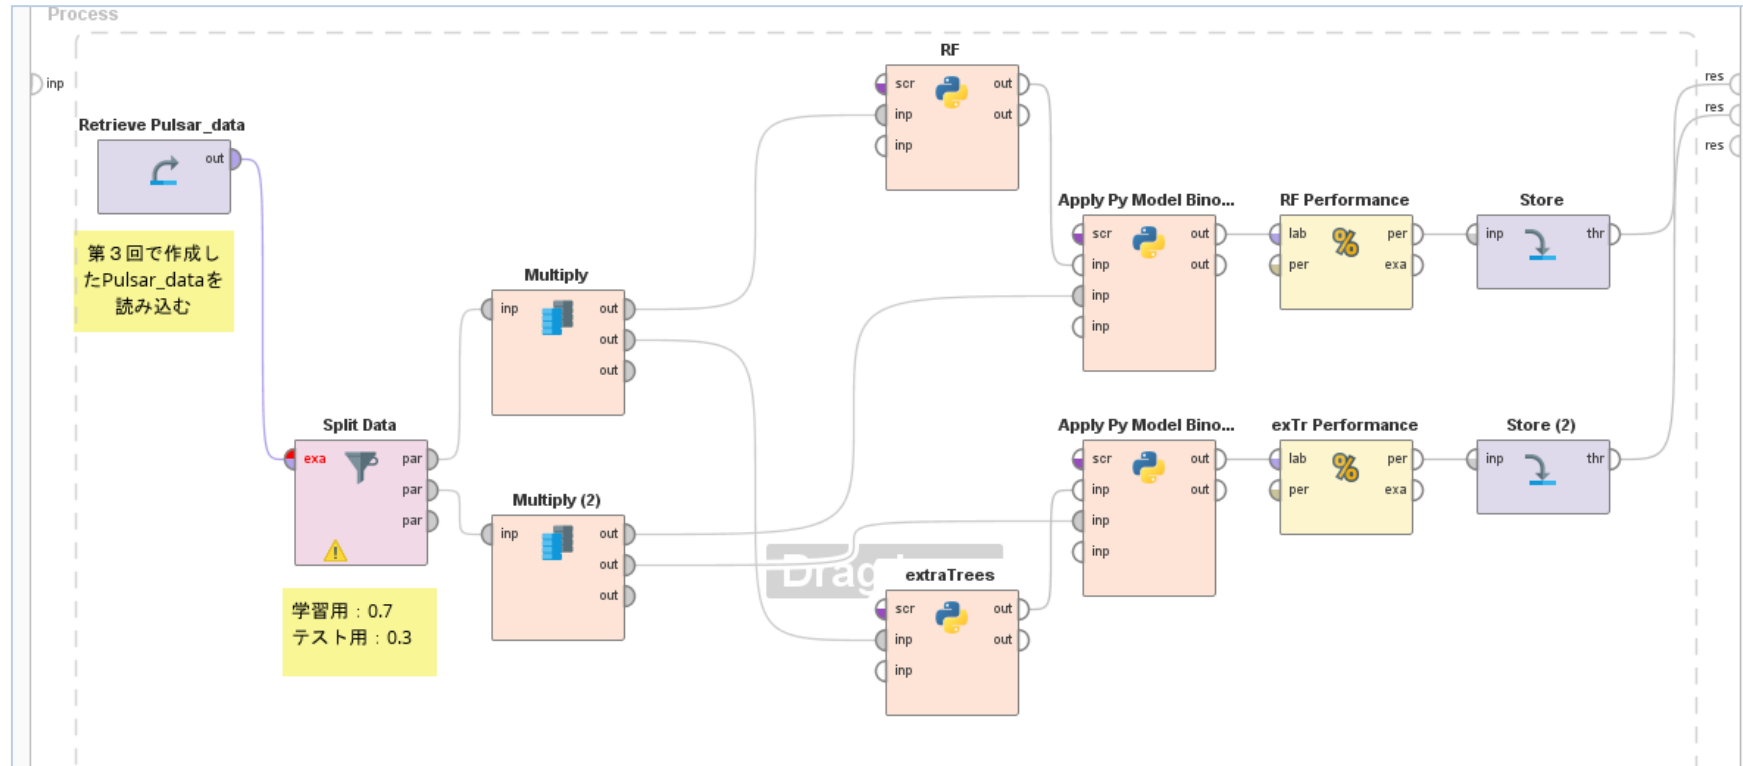 Process
inp
Retrieve Pulsar_data
out
第３回で作成し
たPulsar_dataを
読み込む
Split Data
exa
par
par
par
学習用：0.7
テスト用：0.3
Multiply
inp
out
out
out
Multiply (2)
inp
out
out
out
RF
scr
inp
inp
out
out
Drag
extraTrees
scr
inp
inp
out
out
Apply Py Model Bino...
scr
inp
inp
inp
out
out
RF Performance
lab
per
per
exa
Store
inp
thr
Apply Py Model Bino...
scr
inp
inp
inp
out
out
exTr Performance
lab
per
per
exa
Store (2)
inp
thr
res
res
res